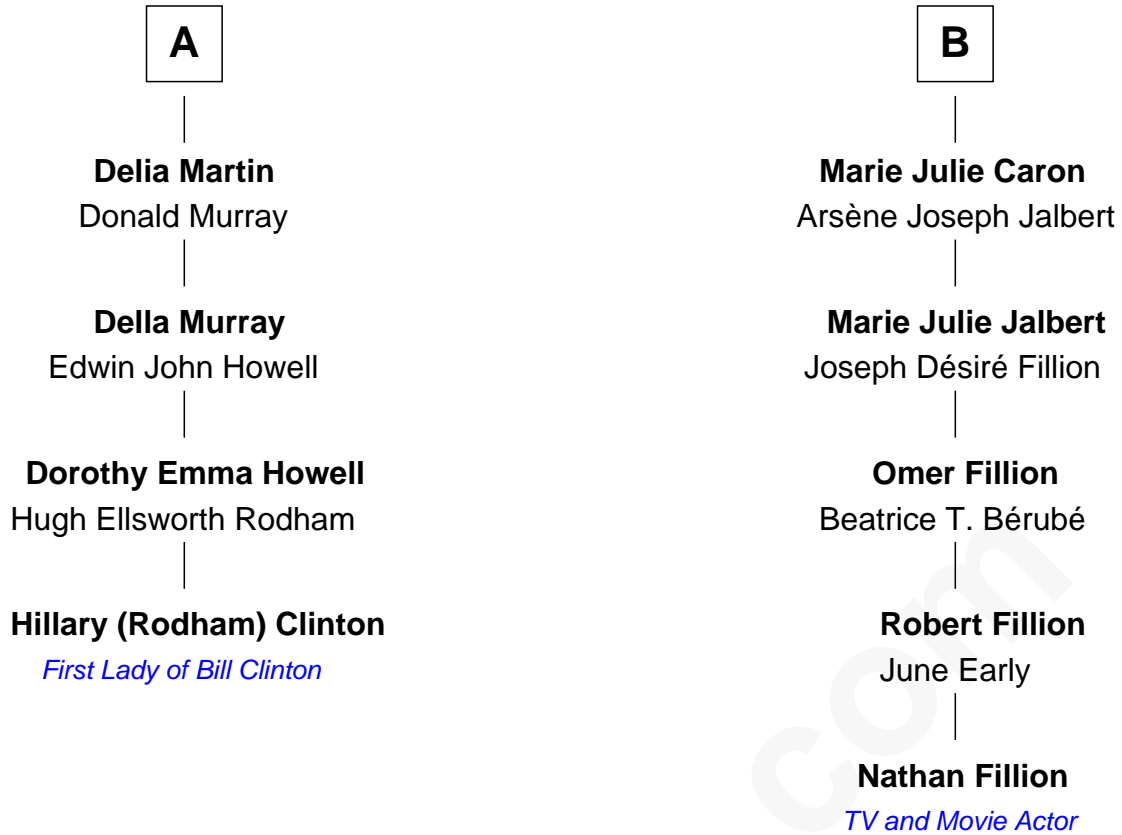 A
Delia Martin
Donald Murray
Della Murray
Edwin John Howell
Dorothy Emma Howell
Hugh Ellsworth Rodham
Hillary (Rodham) Clinton
First Lady of Bill Clinton
B
Marie Julie Caron
Arsène Joseph Jalbert
Marie Julie Jalbert
Joseph Désiré Fillion
Omer Fillion
Beatrice T. Bérubé
Robert Fillion
June Early
Nathan Fillion
TV and Movie Actor
com